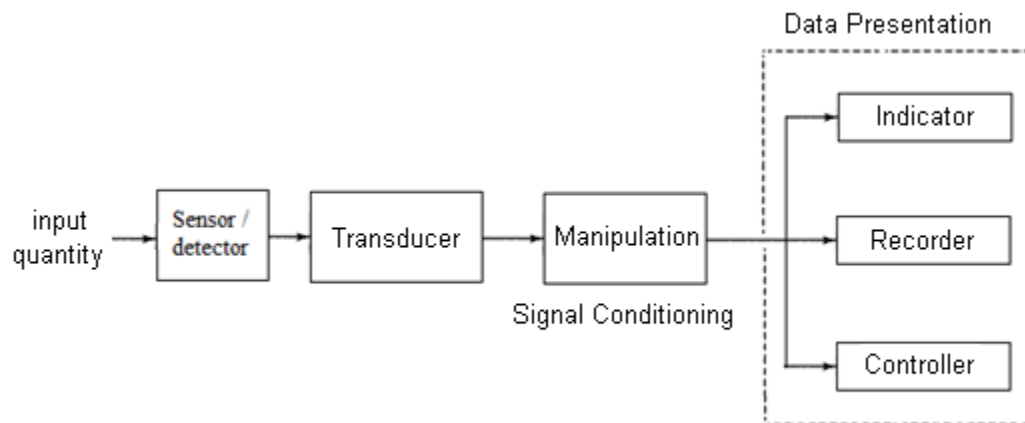 Data Presentation
Indicator
input
quantity
Sensor /
detector
Transducer
Manipulation
Recorder
Signal Conditioning
Controller